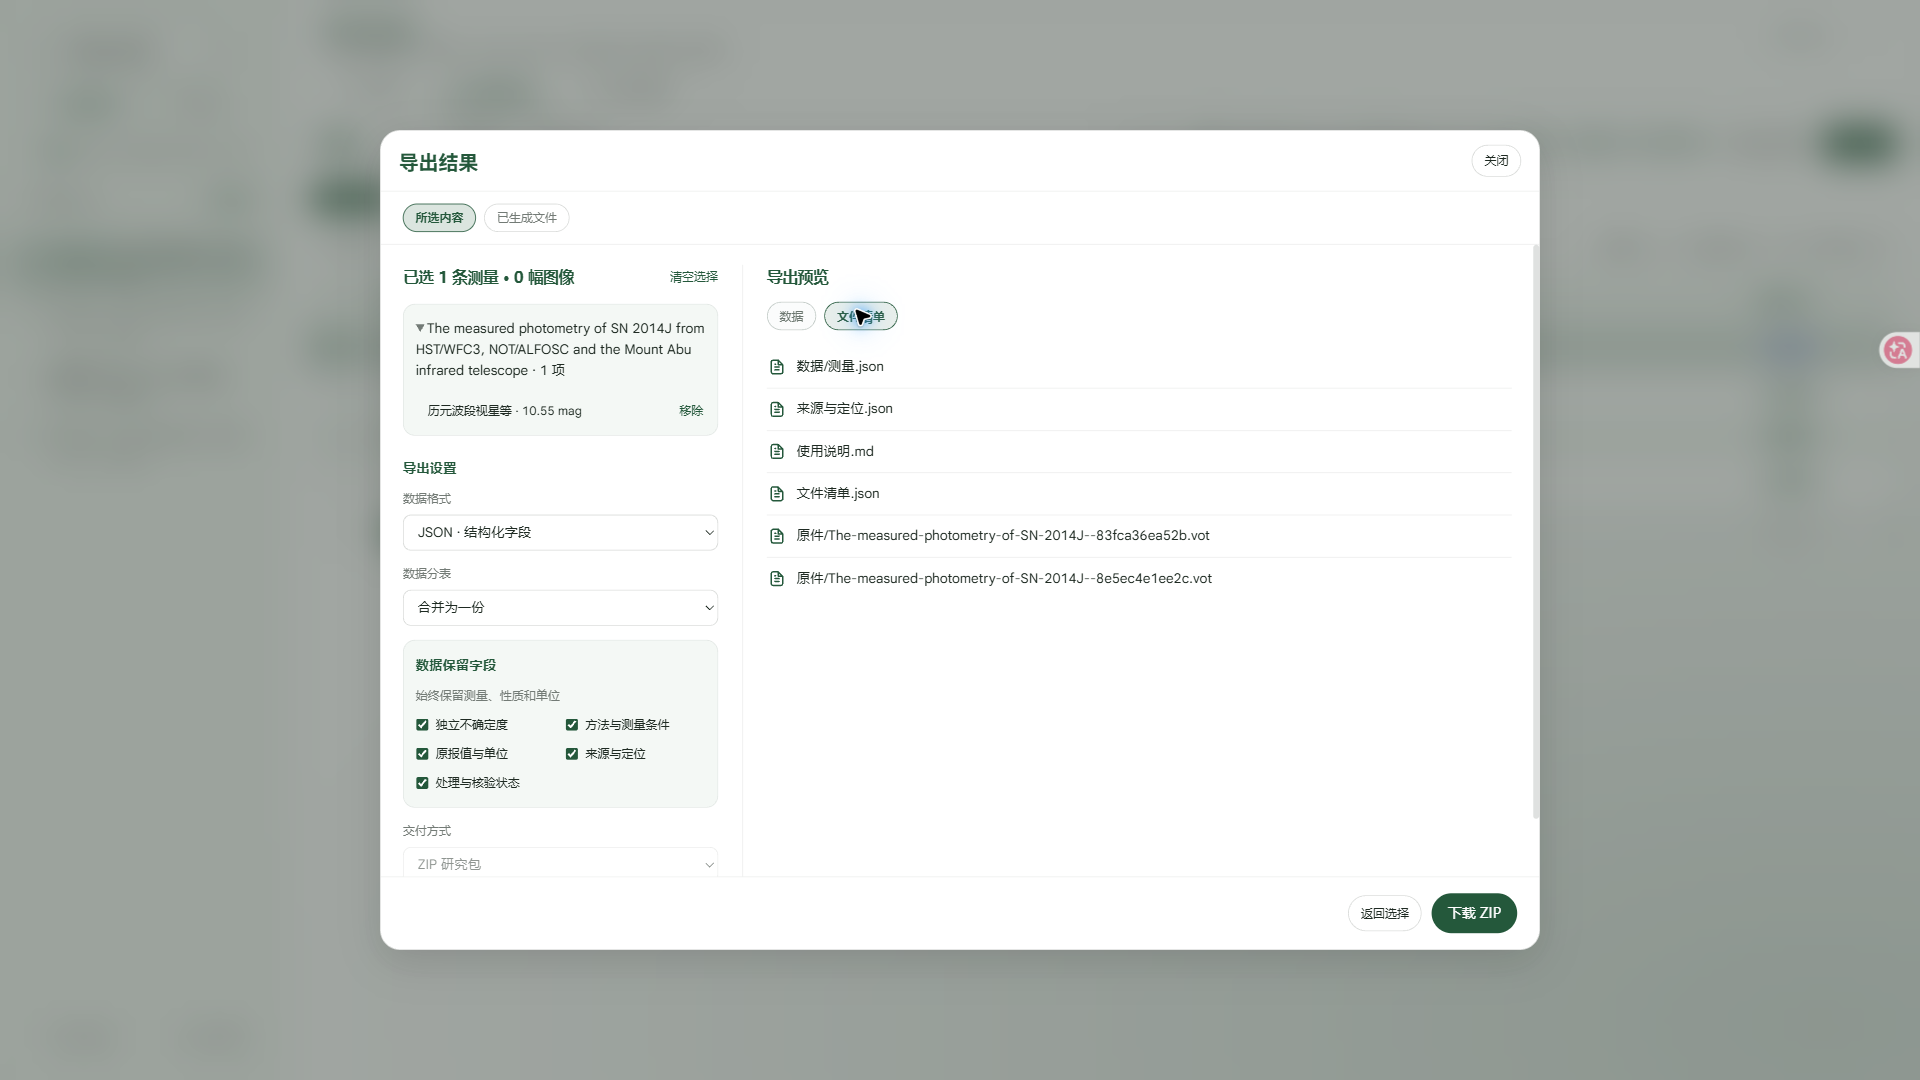 导出结果
关闭
所选内容
已生成文件
已选 1 条测量 • 0 幅图像
清空选择
The measured photometry of SN 2014J from
HST/WFC3, NOT/ALFOSC and the Mount Abu
infrared telescope · 1 项
历元波段视星等 · 10.55 mag
移除
导出设置
数据格式
JSON · 结构化字段
数据分表
合并为一份
数据保留字段
始终保留测量、性质和单位
独立不确定度
方法与测量条件
原报值与单位
来源与定位
处理与核验状态
交付方式
ZIP 研究包
导出预览
数据
文件清单
数据/测量.json
来源与定位.json
使用说明.md
文件清单.json
原件/The-measured-photometry-of-SN-2014J--83fca36ea52b.vot
原件/The-measured-photometry-of-SN-2014J--8e5ec4e1ee2c.vot
返回选择
下载 ZIP